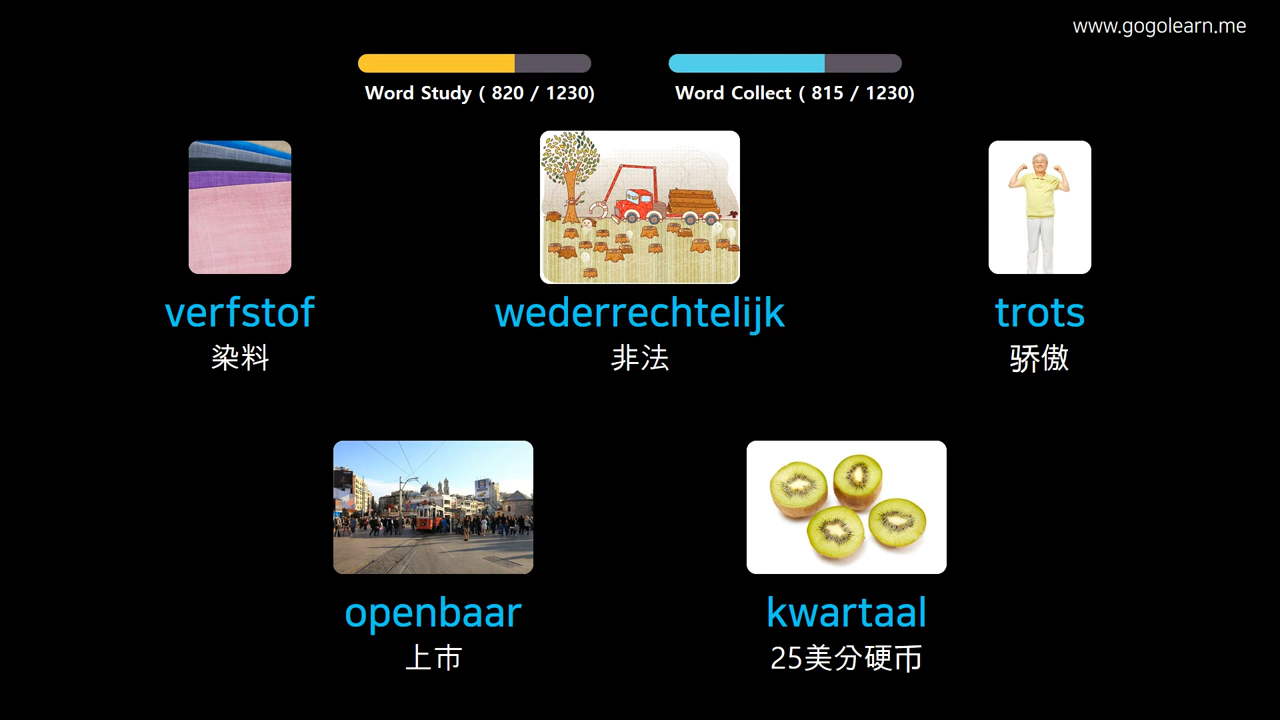 www.gogolearn.me
Word Study ( 820 / 1230)
Word Collect ( 815 / 1230)
verfstof
染料
wederrechtelijk
非法
trots
骄傲
openbaar
上市
kwartaal
25美分硬币